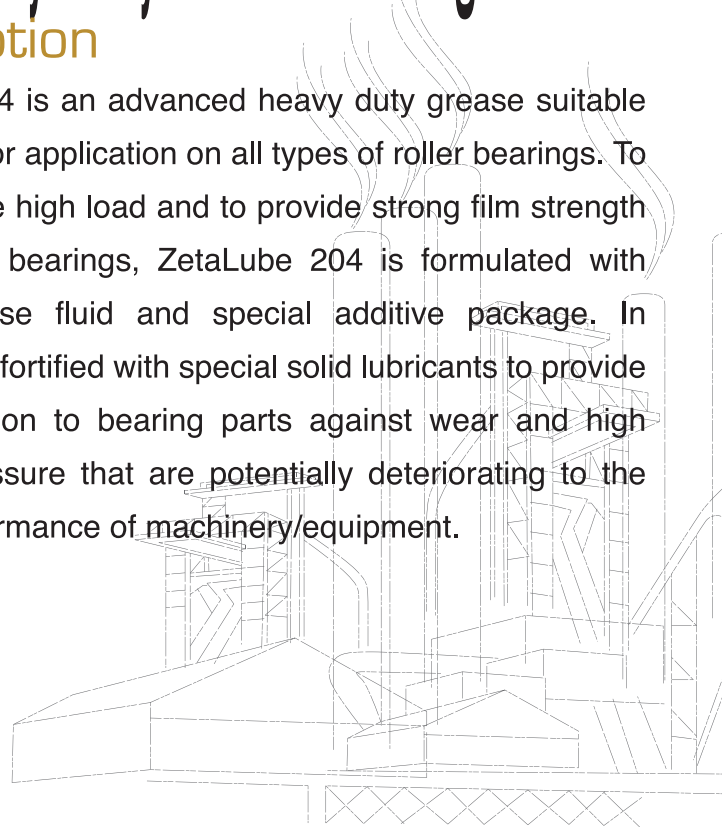 ption
4 is an advanced heavy duty grease suitable
or application on all types of roller bearings. To
e high load and to provide strong film strength
bearings, ZetaLube 204 is formulated with
se fluid and special additive package. In
fortified with special solid lubricants to provide
on to bearing parts against wear and high
ssure that are potentially deteriorating to the
rmance of machinery/equipment.